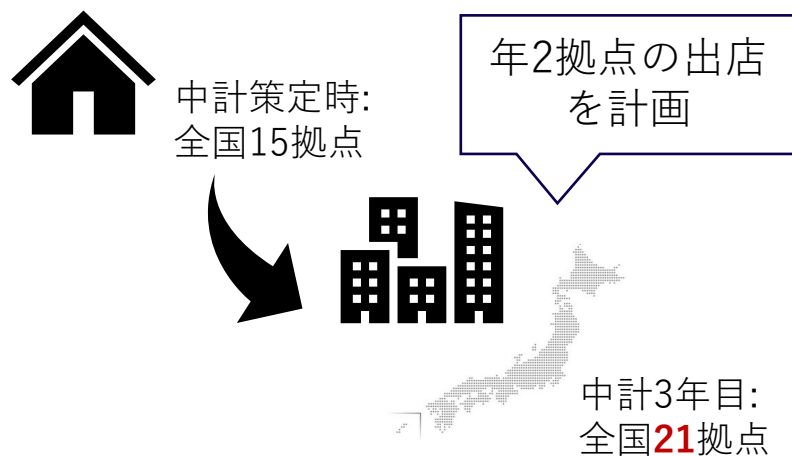 年2拠点の出店
を計画
中計策定時:
全国15拠点
中計3年目:
全国21拠点